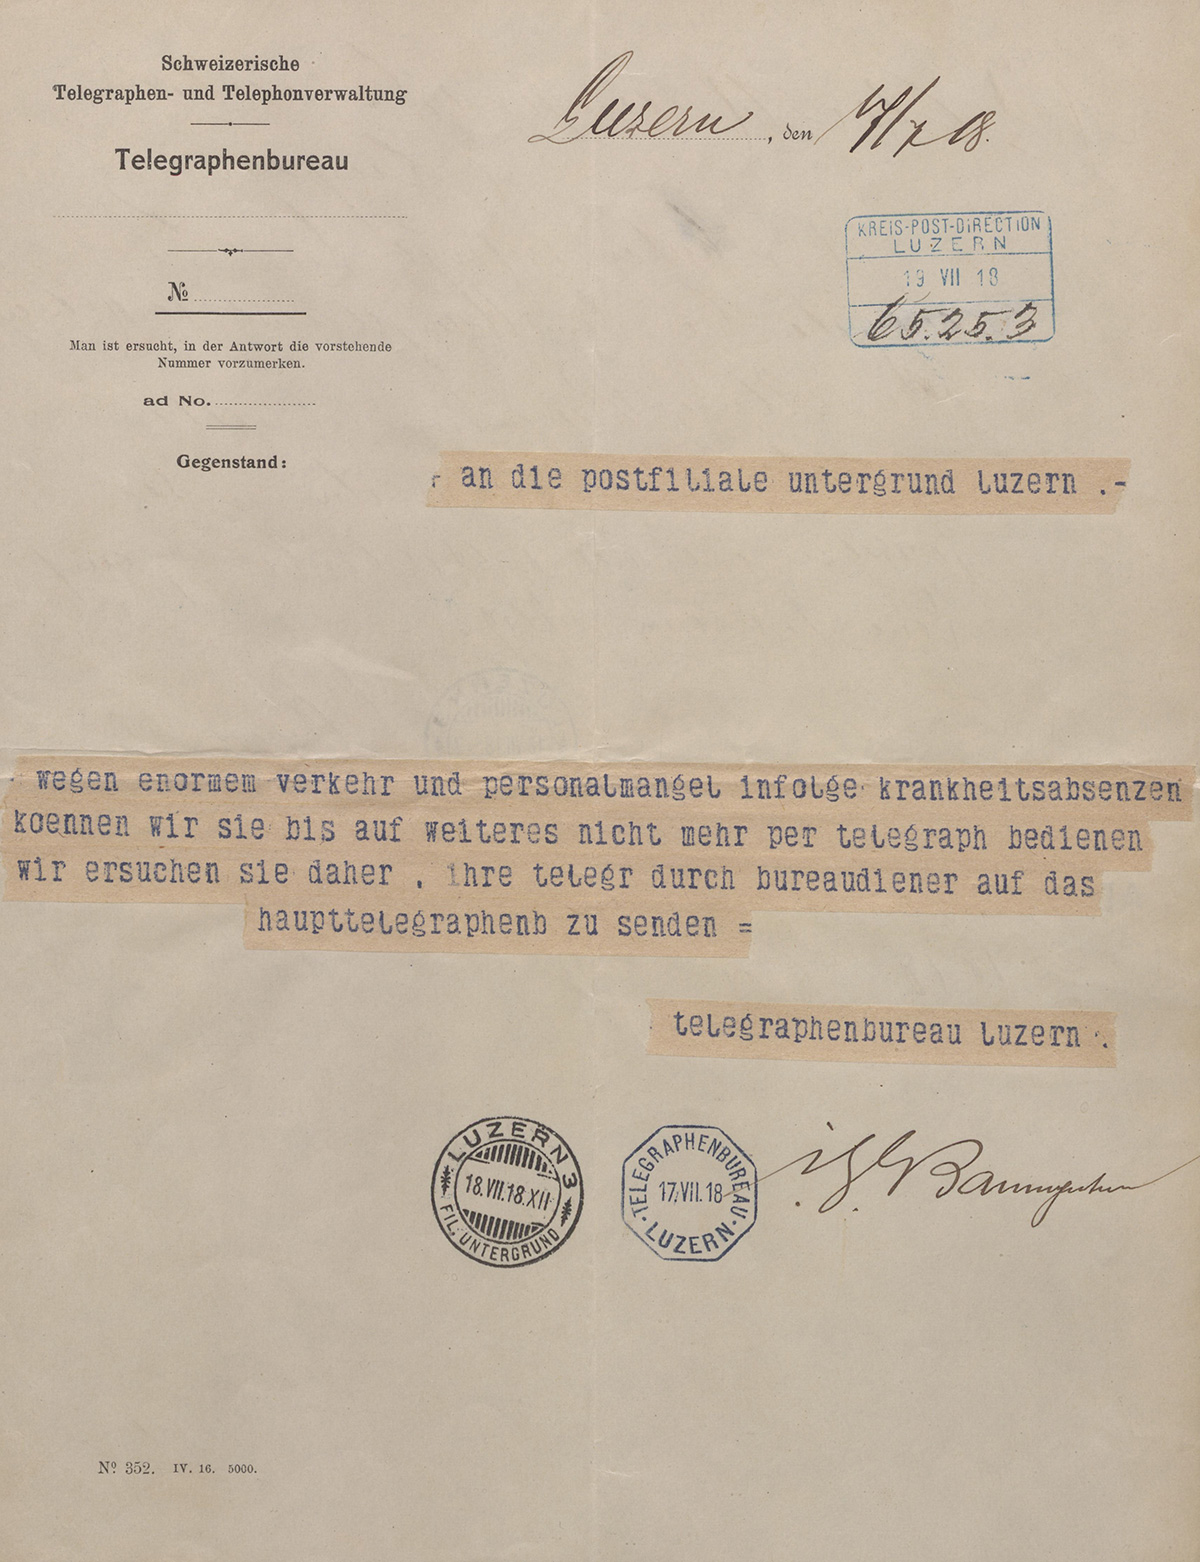 Schweizerische
Telegraphen- und Telephonverwaltung
Telegraphenbureau
Luzern, den 17/7 18.
KREIS-POST-DIRECTION
LUZERN
19 VII 18
65.25.3
No
Man ist ersucht, in der Antwort die vorstehende
Nummer vorzumerken.
ad No.
Gegenstand:
- an die postfiliale untergrund luzern .-
wegen enormem verkehr und personalmangel infolge krankheitsabsenzen
koennen wir sie bis auf weiteres nicht mehr per telegraph bedienen
wir ersuchen sie daher , ihre telegr durch bureaudiener auf das
haupttelegraphenb zu senden =
telegraphenbureau luzern .
LUZERN 3
18.VII.18.XII
FIL. UNTERGRUND
TELEGRAPHENBUREAU
17.VII.18
LUZERN
No 352. IV. 16. 5000.